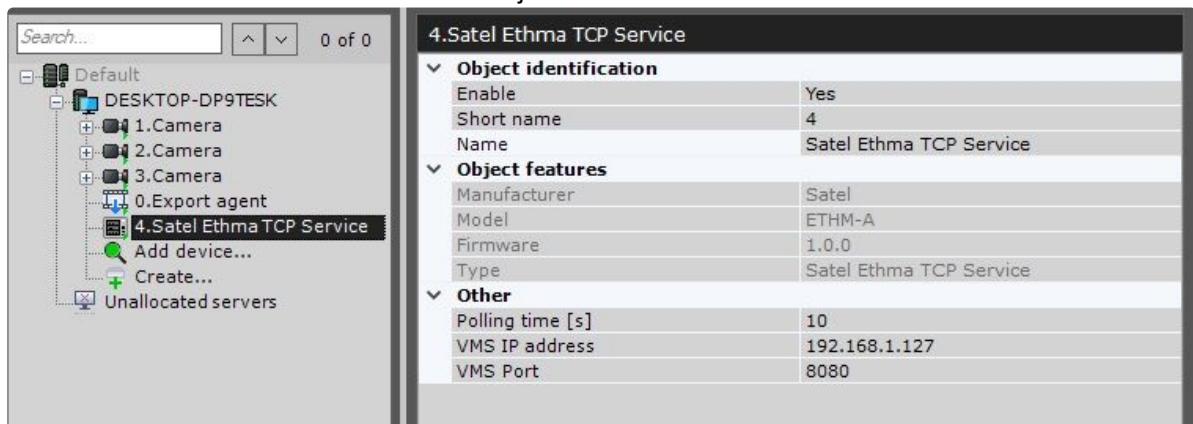 Search...
0 of 0
Default
DESKTOP-DP9TESK
1.Camera
2.Camera
3.Camera
0.Export agent
4.Satel Ethma TCP Service
Add device...
Create...
Unallocated servers
4.Satel Ethma TCP Service
Object identification
Enable Yes
Short name 4
Name Satel Ethma TCP Service
Object features
Manufacturer Satel
Model ETHM-A
Firmware 1.0.0
Type Satel Ethma TCP Service
Other
Polling time [s] 10
VMS IP address 192.168.1.127
VMS Port 8080